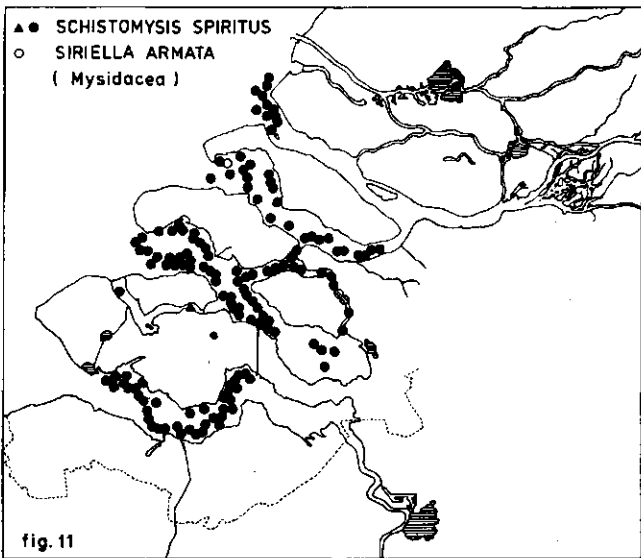 ▲ ● SCHISTOMYSIS SPIRITUS
○ SIRIELLA ARMATA
( Mysidacea )
fig. 11